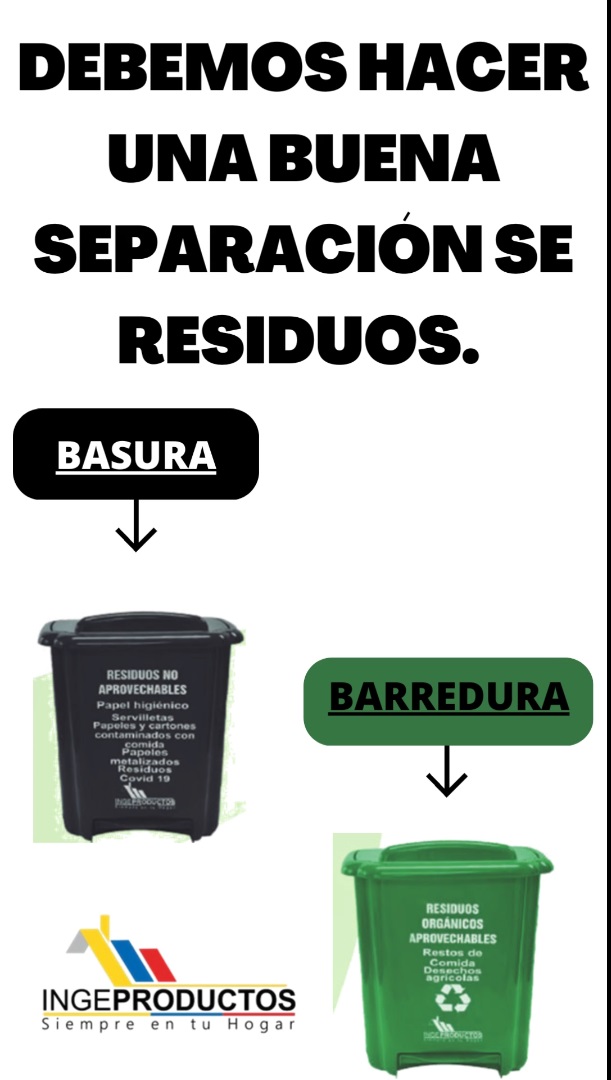 DEBEMOS HACER
UNA BUENA
SEPARACIÓN SE
RESIDUOS.
BASURA
RESIDUOS NO
APROVECHABLES
Papel higiénico
Servilletas
Papeles y cartones
contaminados con
comida
Papeles
metalizados
Residuos
Covid 19
INGEPRODUCTOS
BARREDURA
RESIDUOS
ORGÁNICOS
APROVECHABLES
Restos de
Comida
Desechos
agrícolas
INGEPRODUCTOS
INGEPRODUCTOS
Siempre en tu Hogar